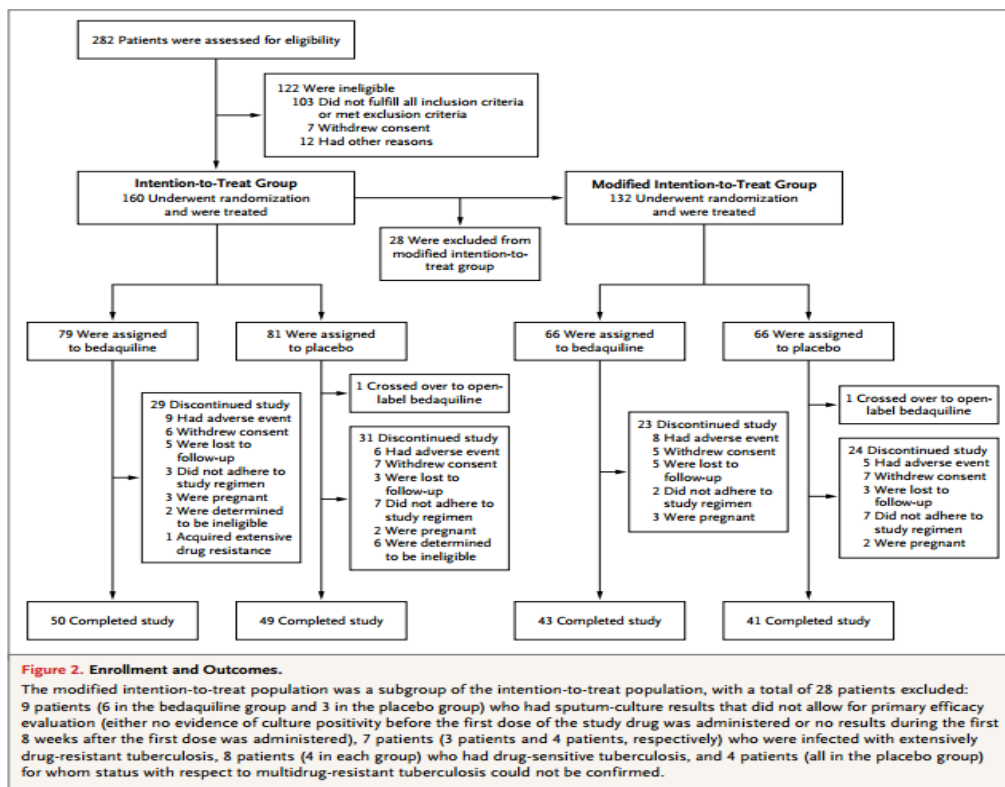 282 Patients were assessed for eligibility
122 Were ineligible
103 Did not fulfill all inclusion criteria
or met exclusion criteria
7 Withdrew consent
12 Had other reasons
Intention-to-Treat Group
160 Underwent randomization
and were treated
Modified Intention-to-Treat Group
132 Underwent randomization
and were treated
28 Were excluded from
modified intention-to-
treat group
79 Were assigned
to bedaquiline
81 Were assigned
to placebo
66 Were assigned
to bedaquiline
66 Were assigned
to placebo
29 Discontinued study
9 Had adverse event
6 Withdrew consent
5 Were lost to
follow-up
3 Did not adhere to
study regimen
3 Were pregnant
2 Were determined
to be ineligible
1 Acquired extensive
drug resistance
1 Crossed over to open-
label bedaquiline
31 Discontinued study
6 Had adverse event
7 Withdrew consent
3 Were lost to
follow-up
7 Did not adhere to
study regimen
2 Were pregnant
6 Were determined
to be ineligible
23 Discontinued study
8 Had adverse event
5 Withdrew consent
5 Were lost to
follow-up
2 Did not adhere to
study regimen
3 Were pregnant
1 Crossed over to open-
label bedaquiline
24 Discontinued study
5 Had adverse event
7 Withdrew consent
3 Were lost to
follow-up
7 Did not adhere to
study regimen
2 Were pregnant
50 Completed study
49 Completed study
43 Completed study
41 Completed study
Figure 2. Enrollment and Outcomes.
The modified intention-to-treat population was a subgroup of the intention-to-treat population, with a total of 28 patients excluded:
9 patients (6 in the bedaquiline group and 3 in the placebo group) who had sputum-culture results that did not allow for primary efficacy
evaluation (either no evidence of culture positivity before the first dose of the study drug was administered or no results during the first
8 weeks after the first dose was administered), 7 patients (3 patients and 4 patients, respectively) who were infected with extensively
drug-resistant tuberculosis, 8 patients (4 in each group) who had drug-sensitive tuberculosis, and 4 patients (all in the placebo group)
for whom status with respect to multidrug-resistant tuberculosis could not be confirmed.